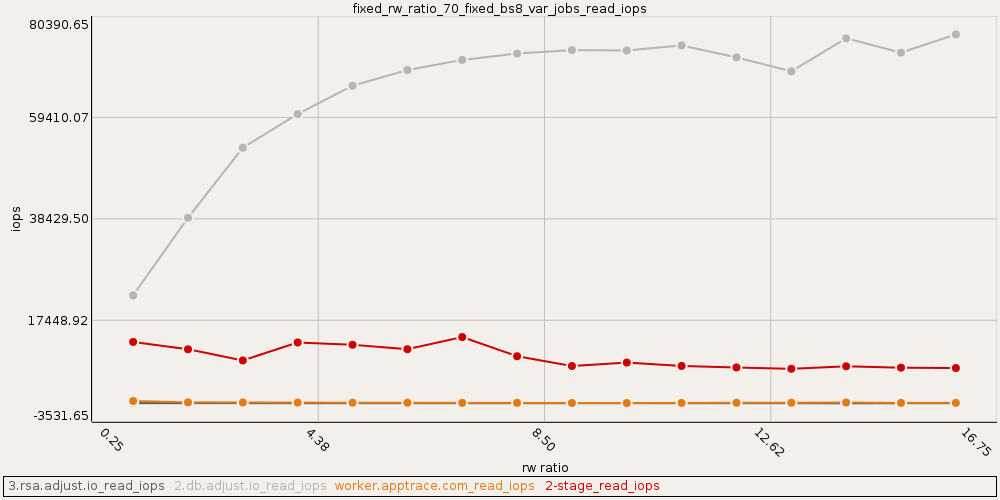 fixed_rw_ratio_70_fixed_bs8_var_jobs_read_iops
80390.65
59410.07
38429.50
17448.92
-3531.65
iops
0.25
4.38
8.50
12.62
16.75
rw ratio
3.rsa.adjust.io_read_iops 2.db.adjust.io_read_iops worker.apptrace.com_read_iops 2-stage_read_iops